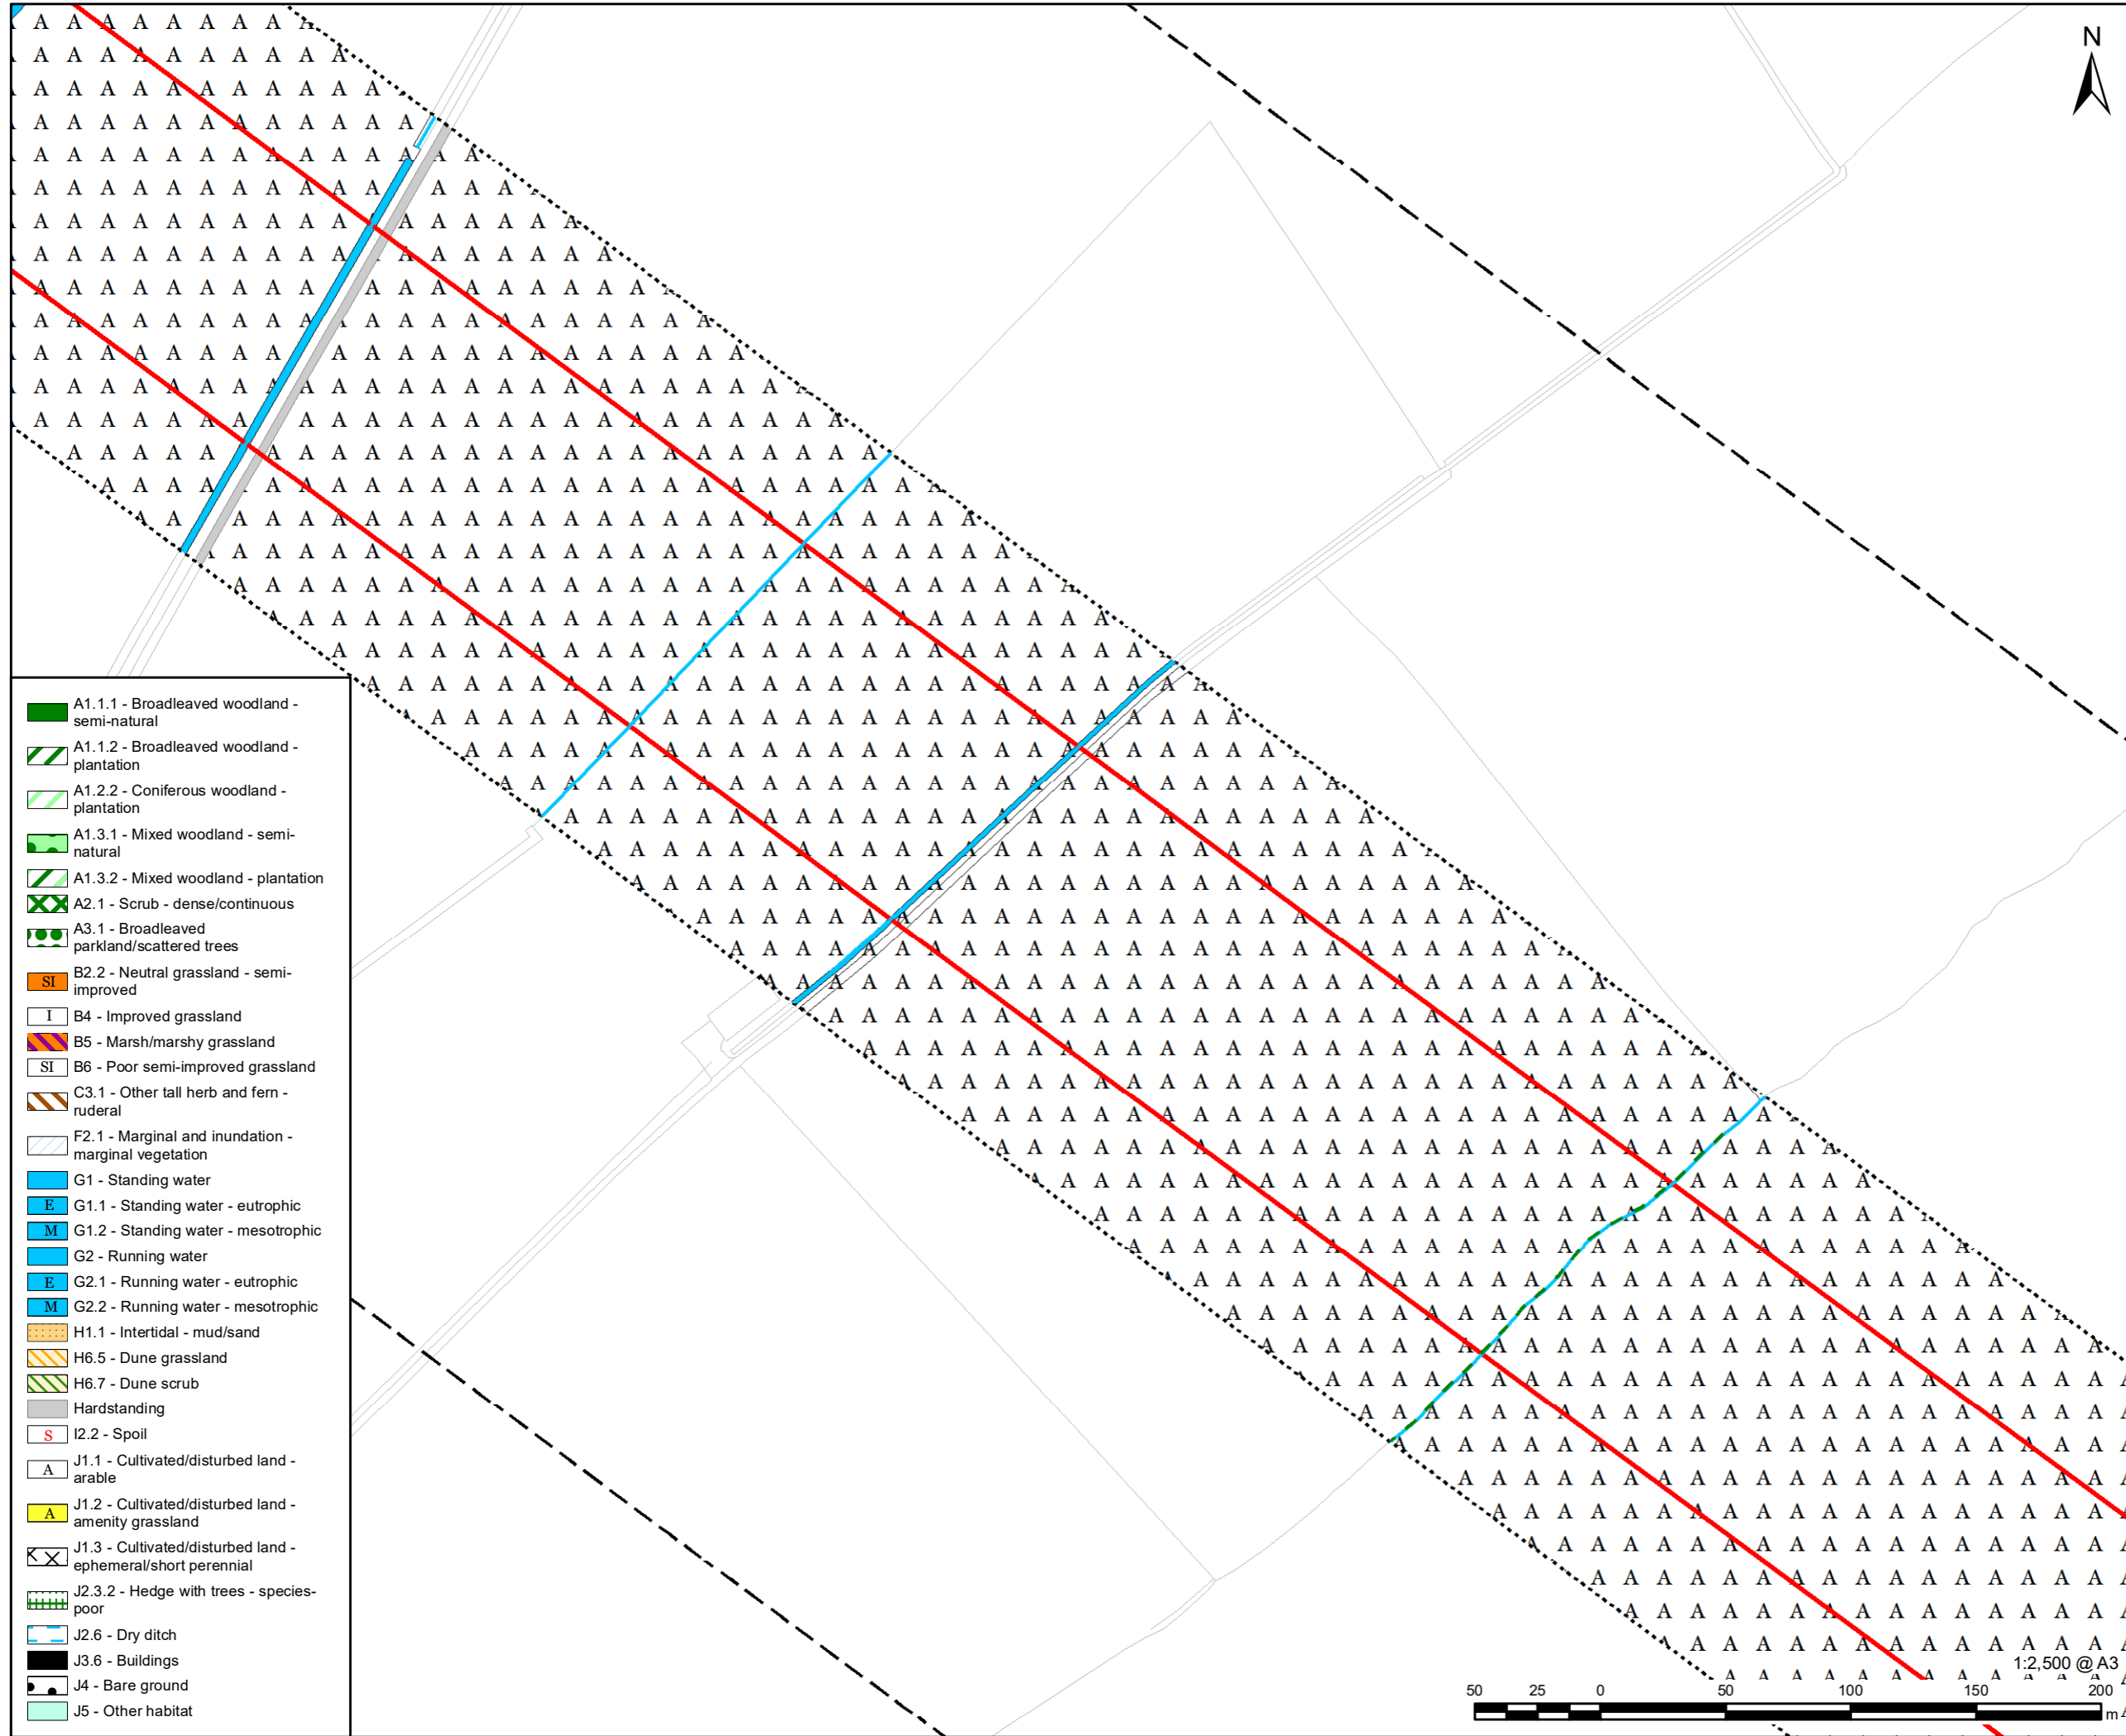 N
A1.1.1 - Broadleaved woodland -
semi-natural
A1.1.2 - Broadleaved woodland -
plantation
A1.2.2 - Coniferous woodland -
plantation
A1.3.1 - Mixed woodland - semi-
natural
A1.3.2 - Mixed woodland - plantation
A2.1 - Scrub - dense/continuous
A3.1 - Broadleaved
parkland/scattered trees
SI B2.2 - Neutral grassland - semi-
improved
I B4 - Improved grassland
B5 - Marsh/marshy grassland
SI B6 - Poor semi-improved grassland
C3.1 - Other tall herb and fern -
ruderal
F2.1 - Marginal and inundation -
marginal vegetation
G1 - Standing water
E G1.1 - Standing water - eutrophic
M G1.2 - Standing water - mesotrophic
G2 - Running water
E G2.1 - Running water - eutrophic
M G2.2 - Running water - mesotrophic
H1.1 - Intertidal - mud/sand
H6.5 - Dune grassland
H6.7 - Dune scrub
Hardstanding
S I2.2 - Spoil
A J1.1 - Cultivated/disturbed land -
arable
A J1.2 - Cultivated/disturbed land -
amenity grassland
J1.3 - Cultivated/disturbed land -
ephemeral/short perennial
J2.3.2 - Hedge with trees - species-
poor
J2.6 - Dry ditch
J3.6 - Buildings
J4 - Bare ground
J5 - Other habitat
1:2,500 @ A3
50 25 0 50 100 150 200
m